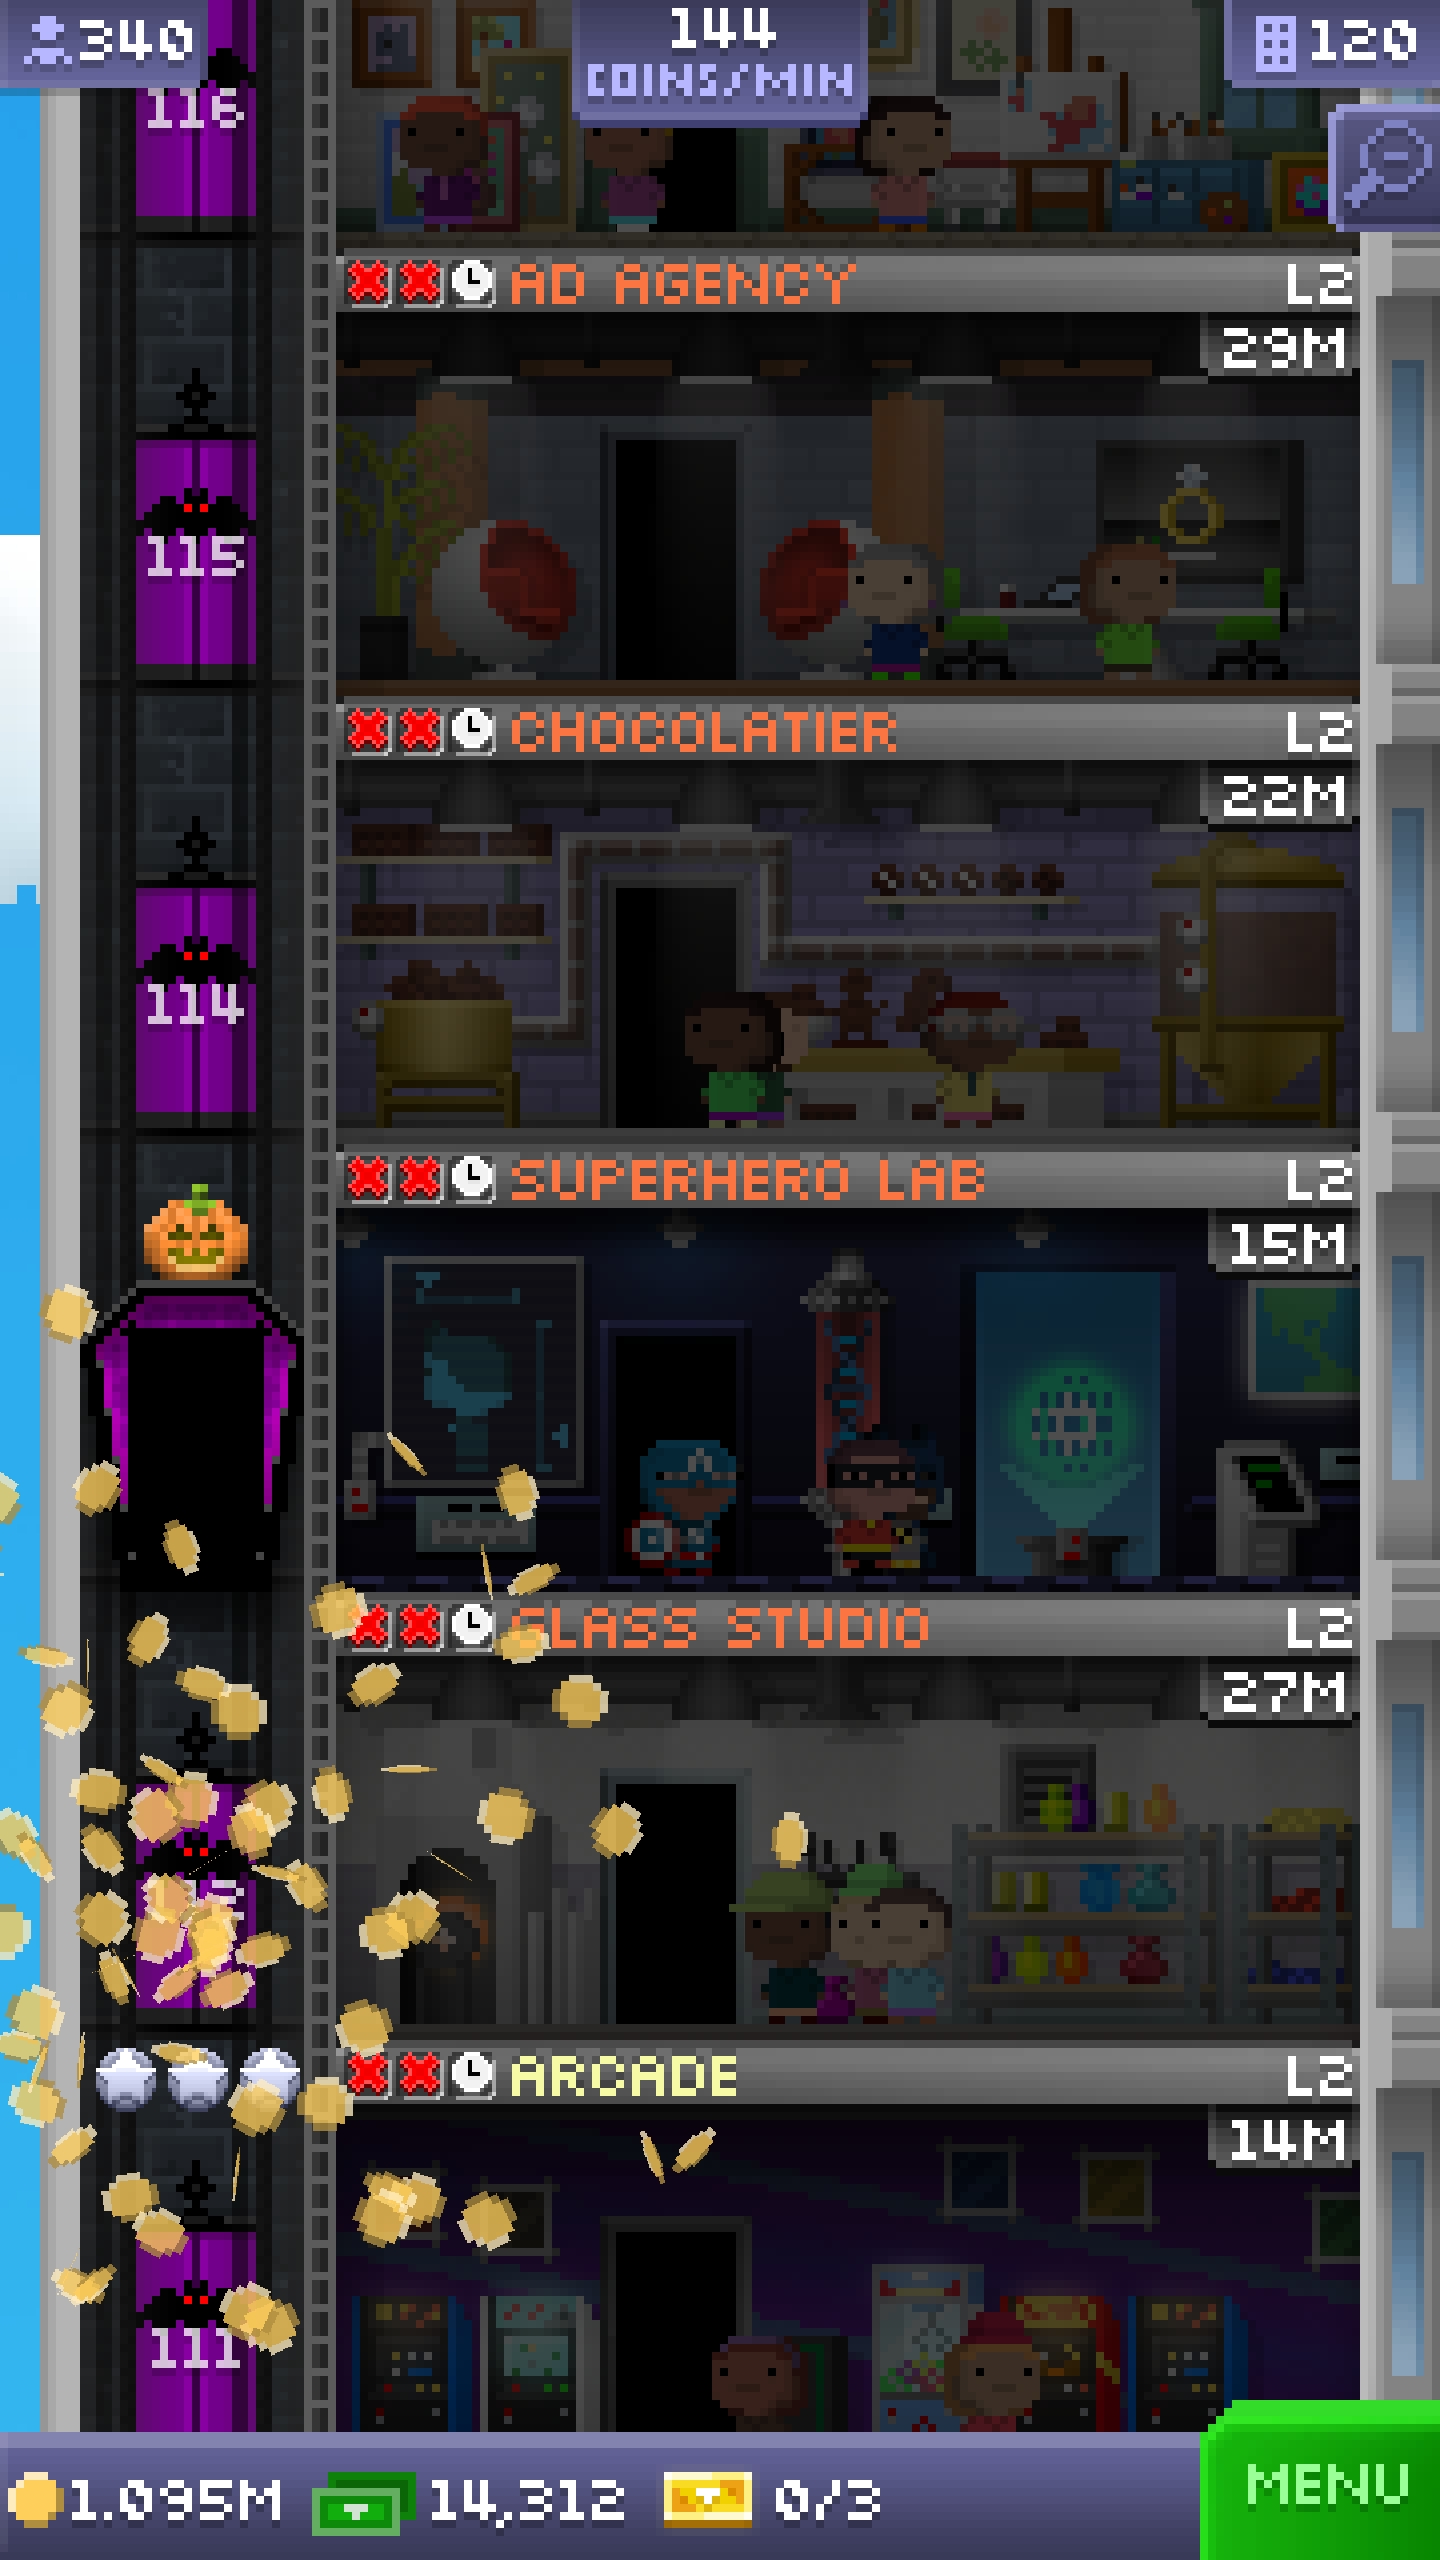 340
144
COINS/MIN
120
116
AD AGENCY
L2
29M
115
CHOCOLATIER
L2
22M
114
SUPERHERO LAB
L2
15M
GLASS STUDIO
L2
27M
ARCADE
L2
14M
111
1.095M
14,312
0/3
MENU